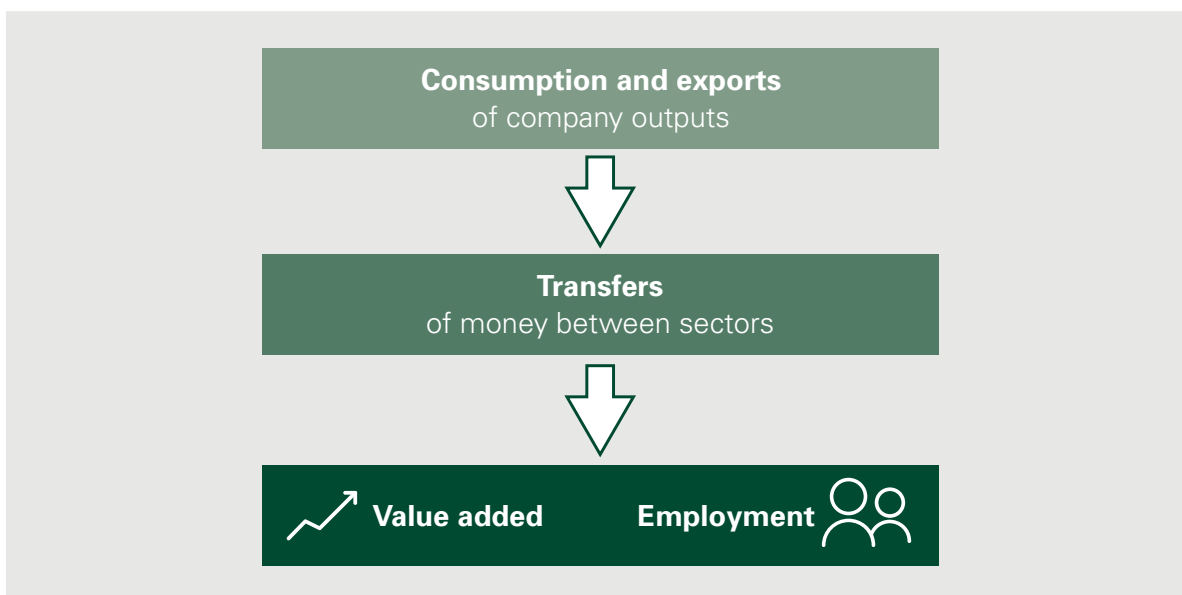 Consumption and exports
of company outputs
Transfers
of money between sectors
Value added
Employment